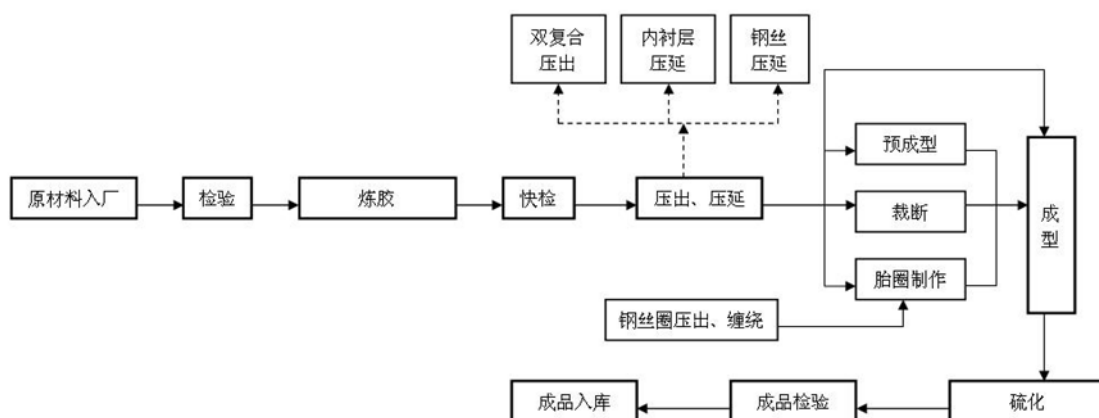 双复合
压出
内衬层
压延
钢丝
压延
预成型
原材料入厂
检验
炼胶
快检
压出、压延
裁断
成
型
胎圈制作
钢丝圈压出、缠绕
成品入库
成品检验
硫化